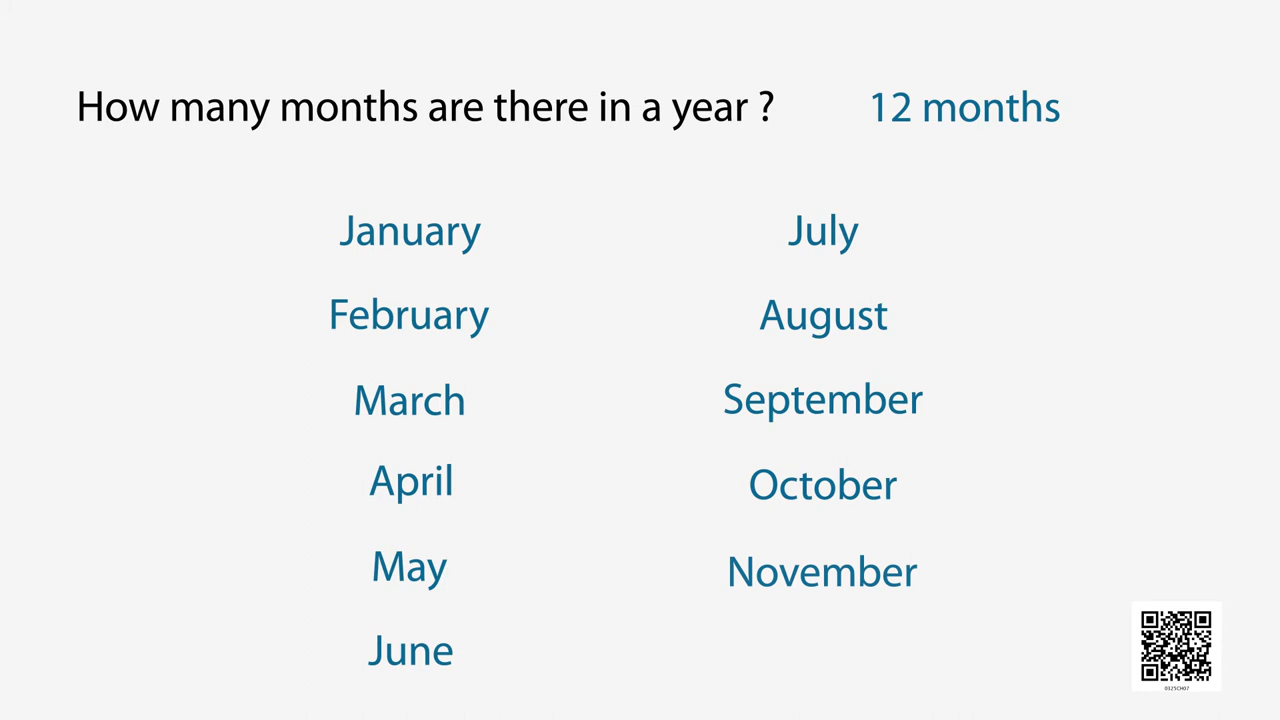 How many months are there in a year ? 12 months
January
February
March
April
May
June
July
August
September
October
November
0325CH07